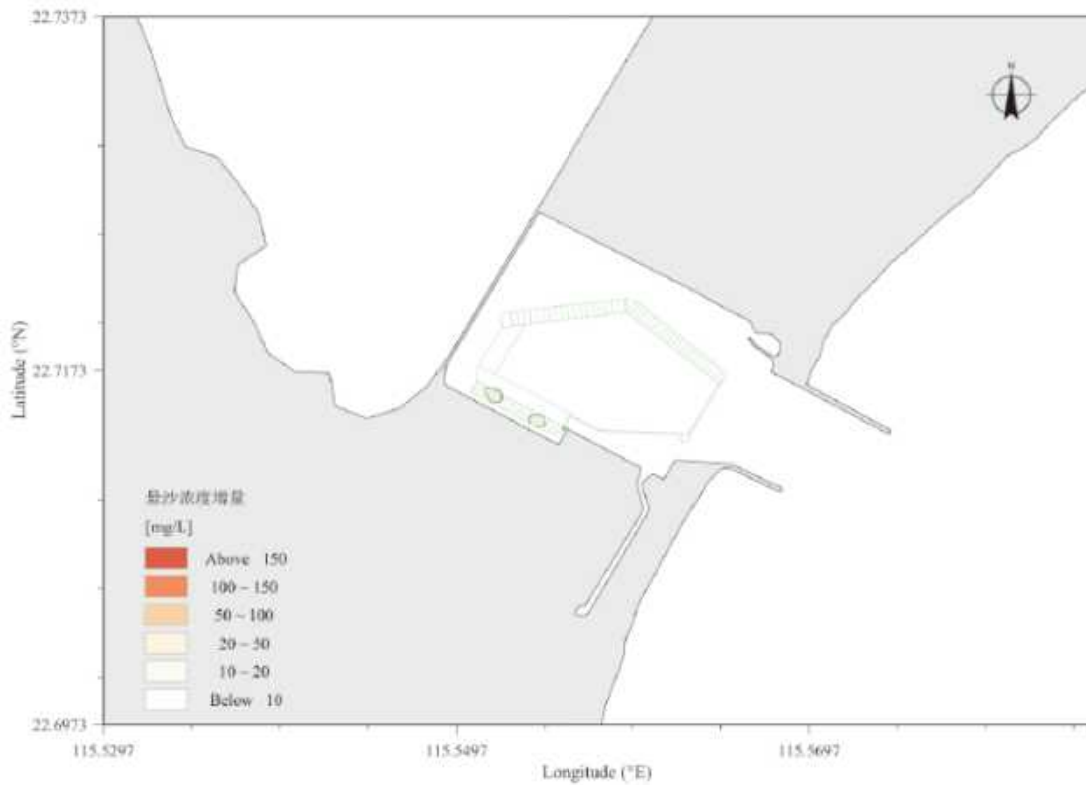 22.7373
N
22.7173
22.6973
Latitude (°N)
悬沙浓度增量
[mg/L]
Above 150
100 ~ 150
50 ~ 100
20 ~ 50
10 ~ 20
Below 10
115.5297
115.5497
115.5697
Longitude (°E)